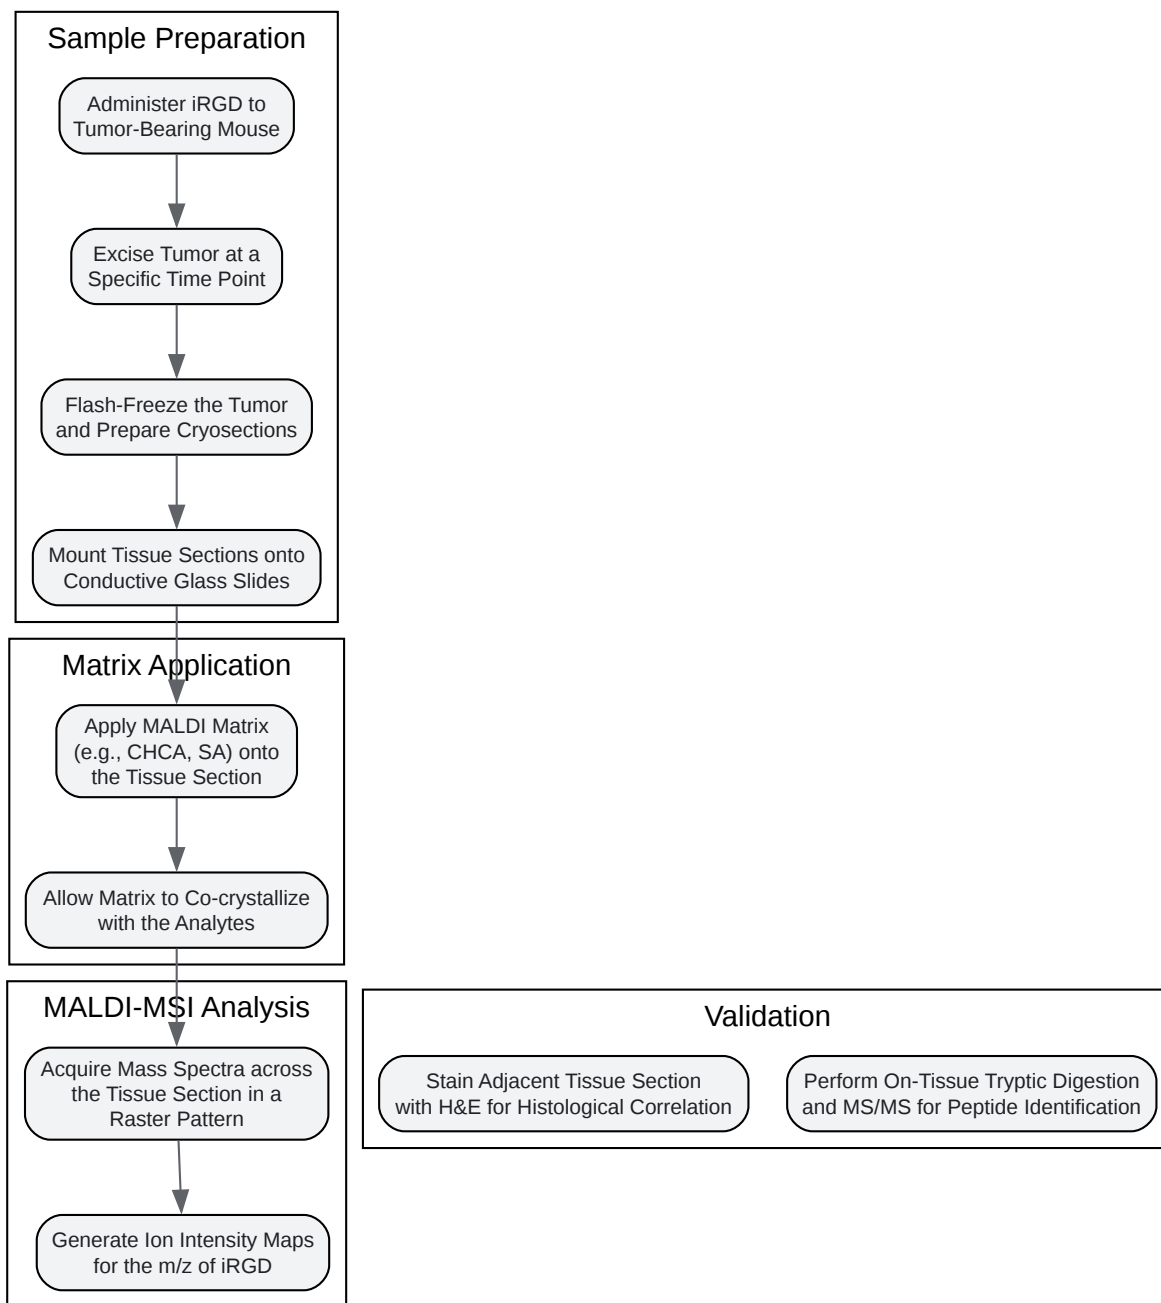 Sample Preparation
Administer iRGD to
Tumor-Bearing Mouse
Excise Tumor at a
Specific Time Point
Flash-Freeze the Tumor
and Prepare Cryosections
Mount Tissue Sections onto
Conductive Glass Slides
Matrix Application
Apply MALDI Matrix
(e.g., CHCA, SA) onto
the Tissue Section
Allow Matrix to Co-crystallize
with the Analytes
MALDI-MSI Analysis
Acquire Mass Spectra across
the Tissue Section in a
Raster Pattern
Generate Ion Intensity Maps
for the m/z of iRGD
Validation
Stain Adjacent Tissue Section
with H&E for Histological Correlation
Perform On-Tissue Tryptic Digestion
and MS/MS for Peptide Identification